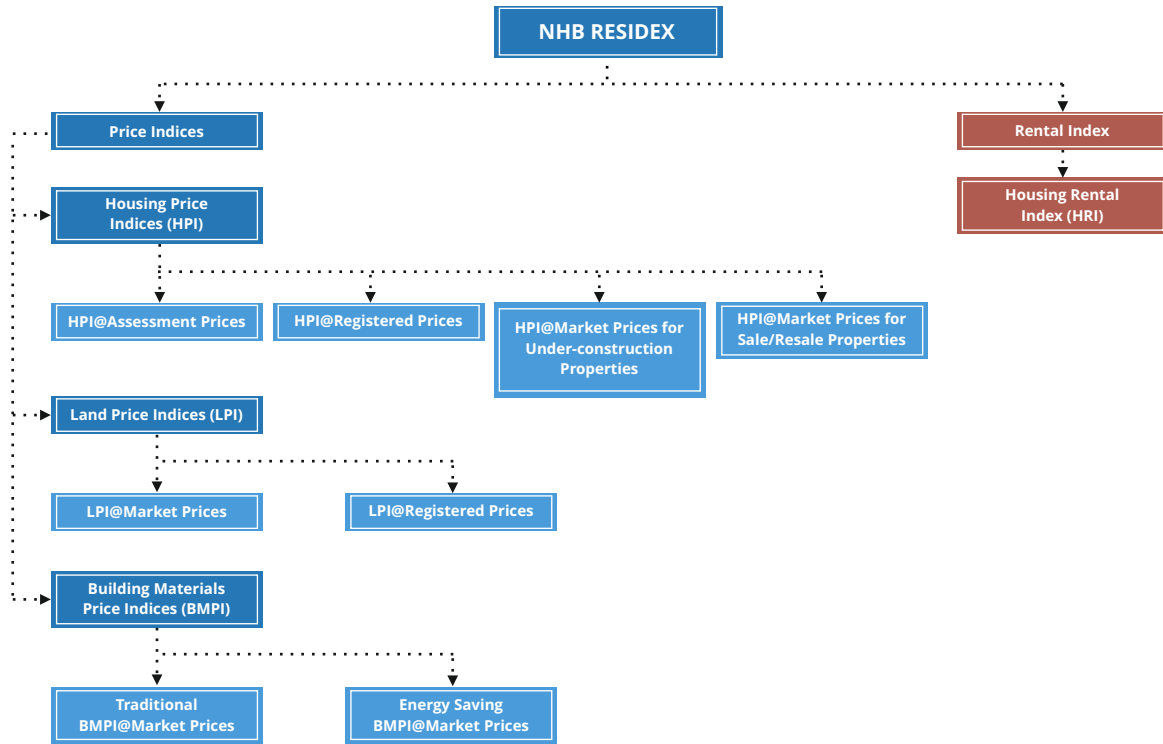 NHB RESIDEX
Price Indices
Rental Index
Housing Price
Indices (HPI)
Housing Rental
Index (HRI)
HPI@Assessment Prices
HPI@Registered Prices
HPI@Market Prices for
Under-construction
Properties
HPI@Market Prices for
Sale/Resale Properties
Land Price Indices (LPI)
LPI@Market Prices
LPI@Registered Prices
Building Materials
Price Indices (BMPI)
Traditional
BMPI@Market Prices
Energy Saving
BMPI@Market Prices